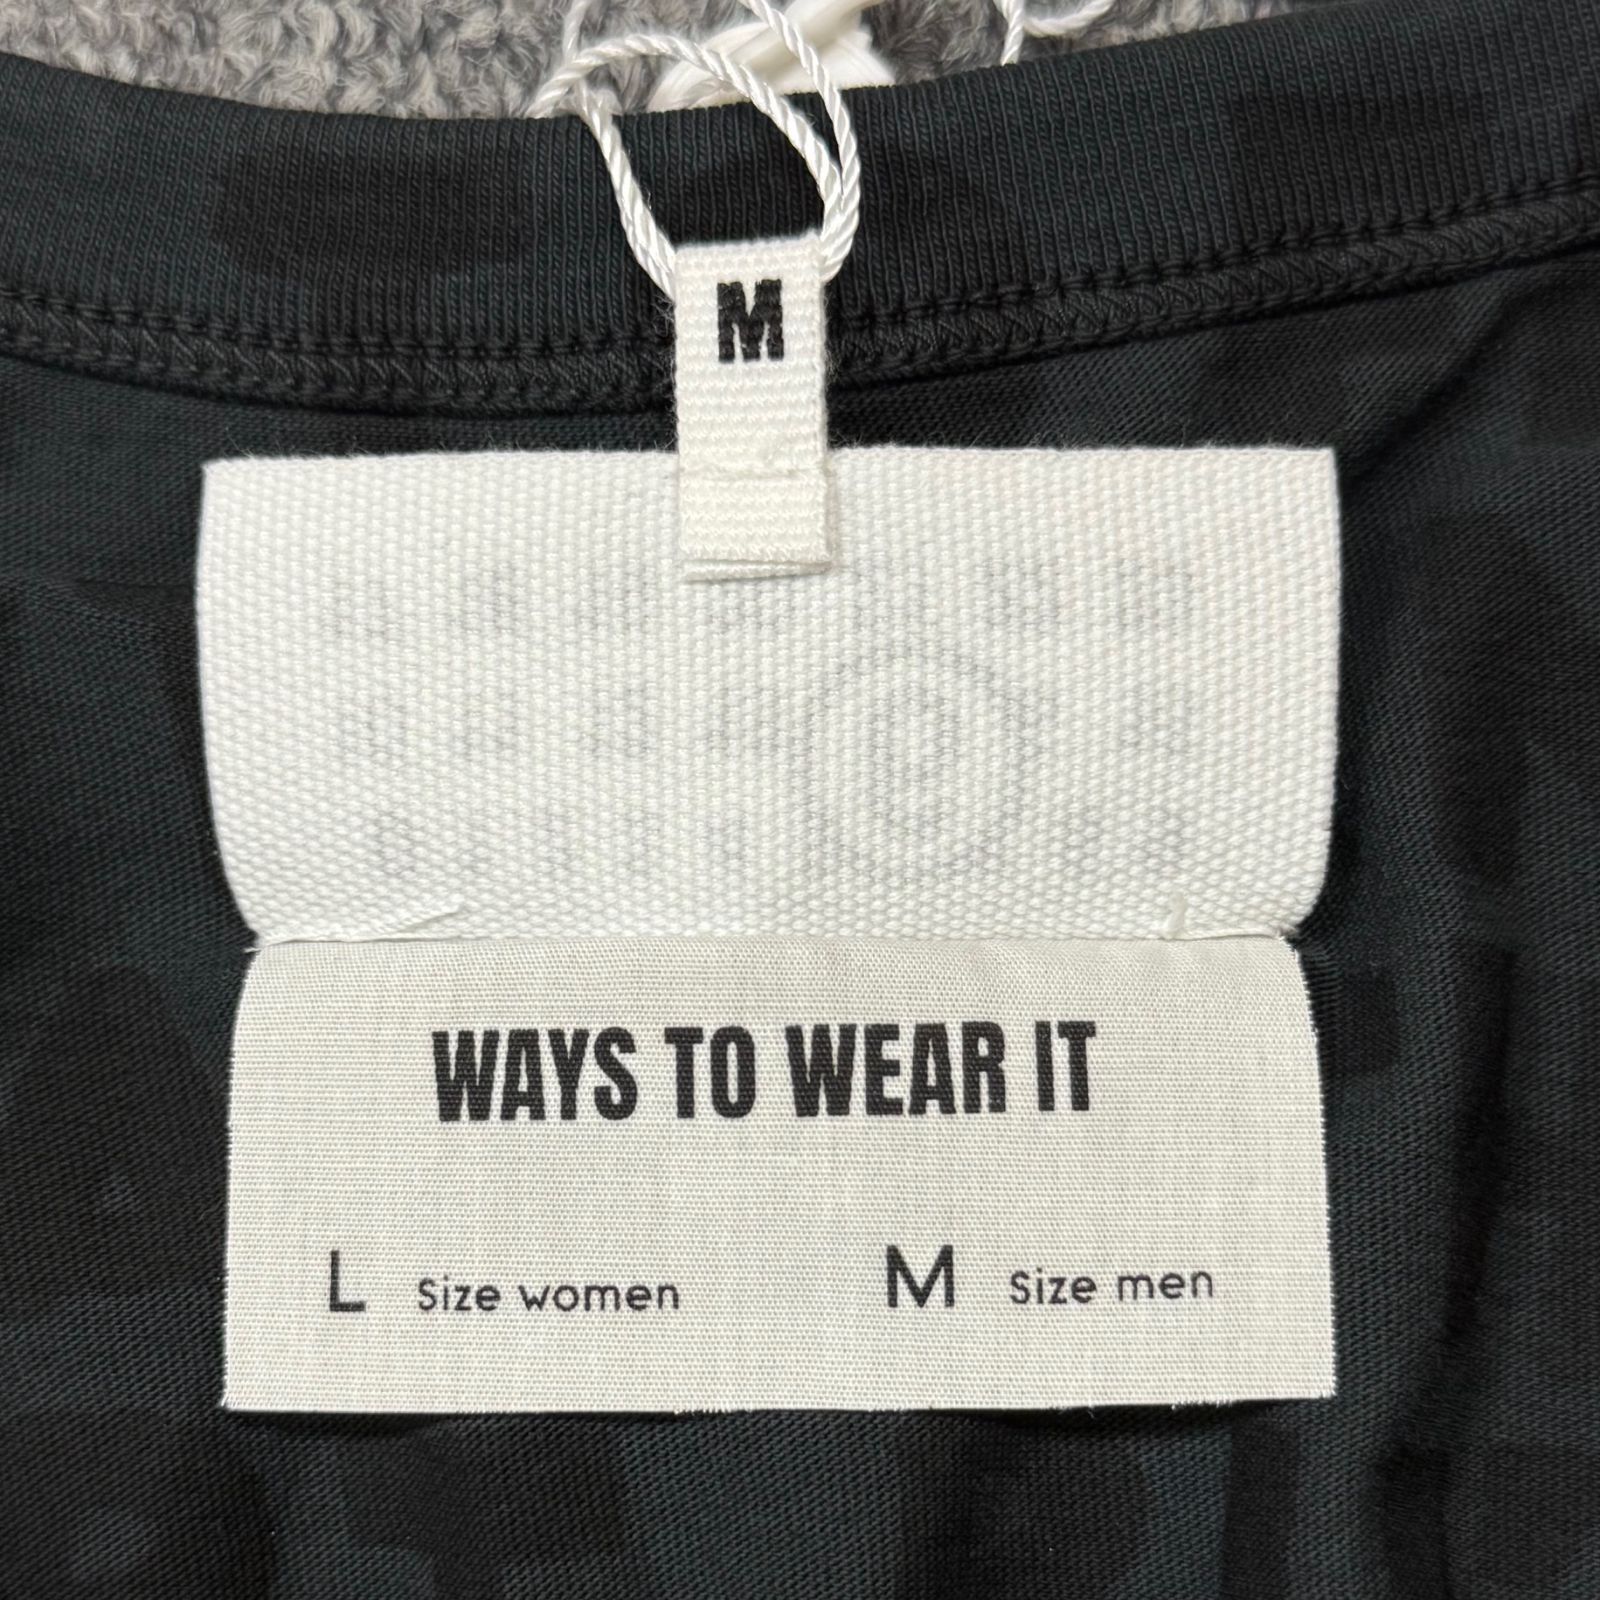 M
WAYS TO WEAR IT
L Size women M Size men